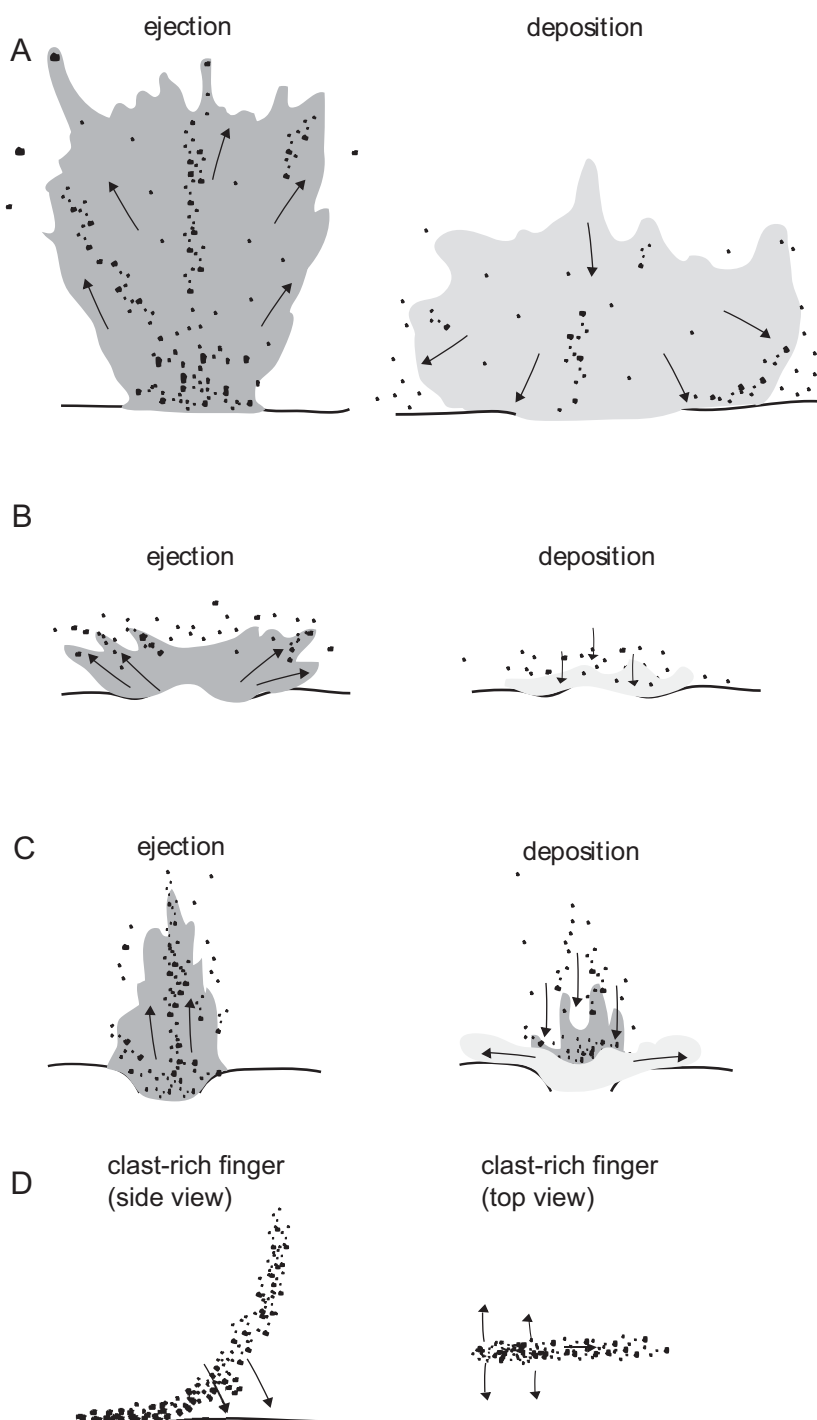 A
ejection
deposition
B
ejection
deposition
C
ejection
deposition
D
clast-rich finger
(side view)
clast-rich finger
(top view)